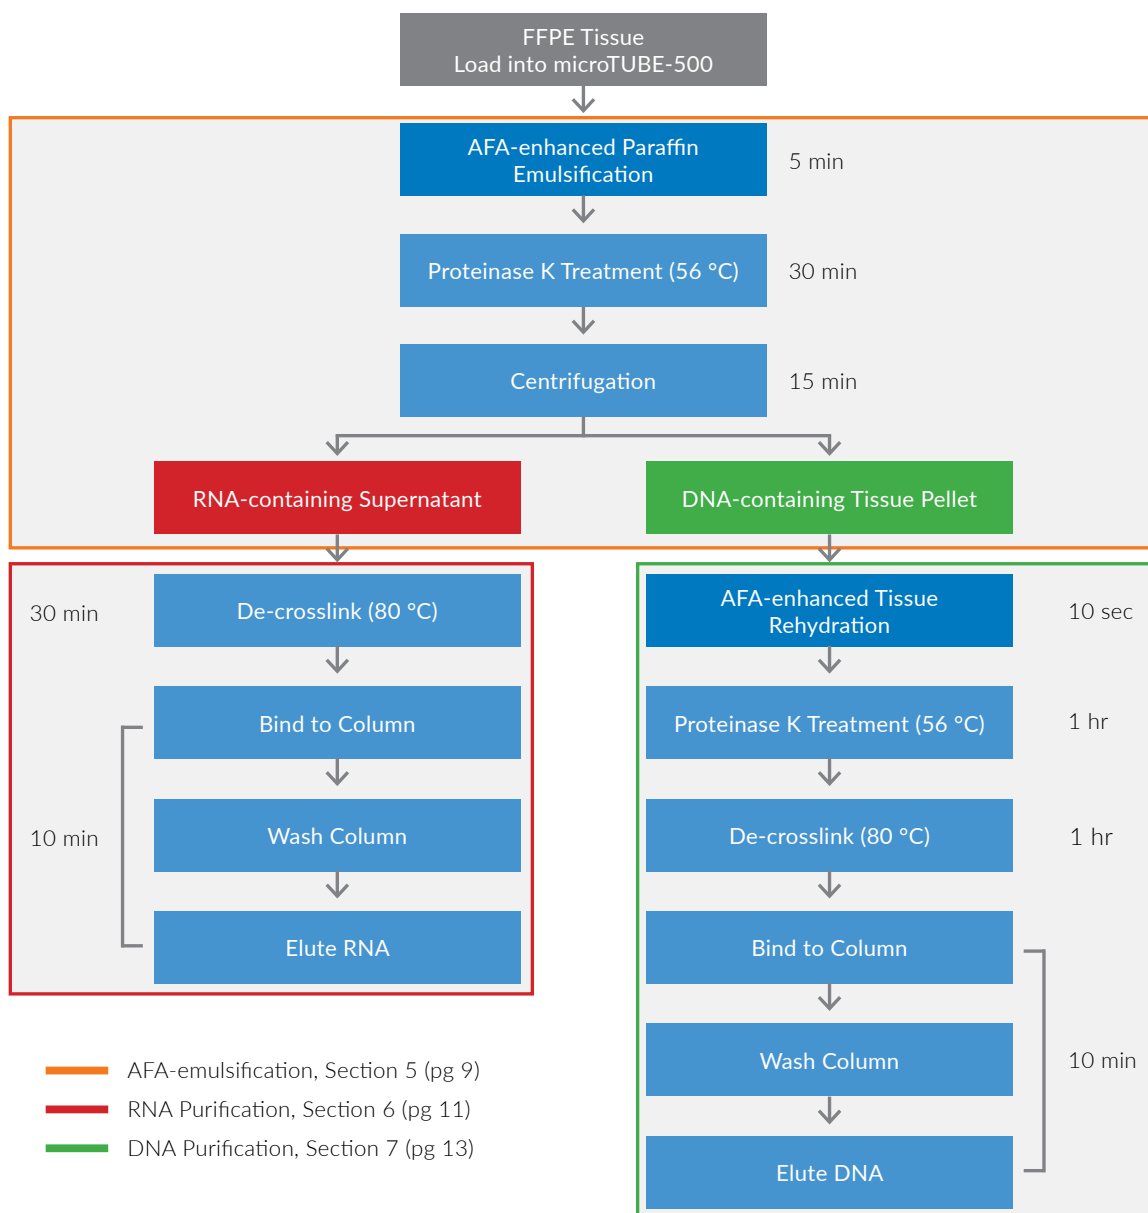 FFPE Tissue
Load into microTUBE-500
AFA-enhanced Paraffin
Emulsification
5 min
Proteinase K Treatment (56 °C)
30 min
Centrifugation
15 min
RNA-containing Supernatant
DNA-containing Tissue Pellet
30 min
De-crosslink (80 °C)
Bind to Column
10 min
Wash Column
Elute RNA
AFA-enhanced Tissue
Rehydration
10 sec
Proteinase K Treatment (56 °C)
1 hr
De-crosslink (80 °C)
1 hr
Bind to Column
Wash Column
10 min
Elute DNA
AFA-emulsification, Section 5 (pg 9)
RNA Purification, Section 6 (pg 11)
DNA Purification, Section 7 (pg 13)